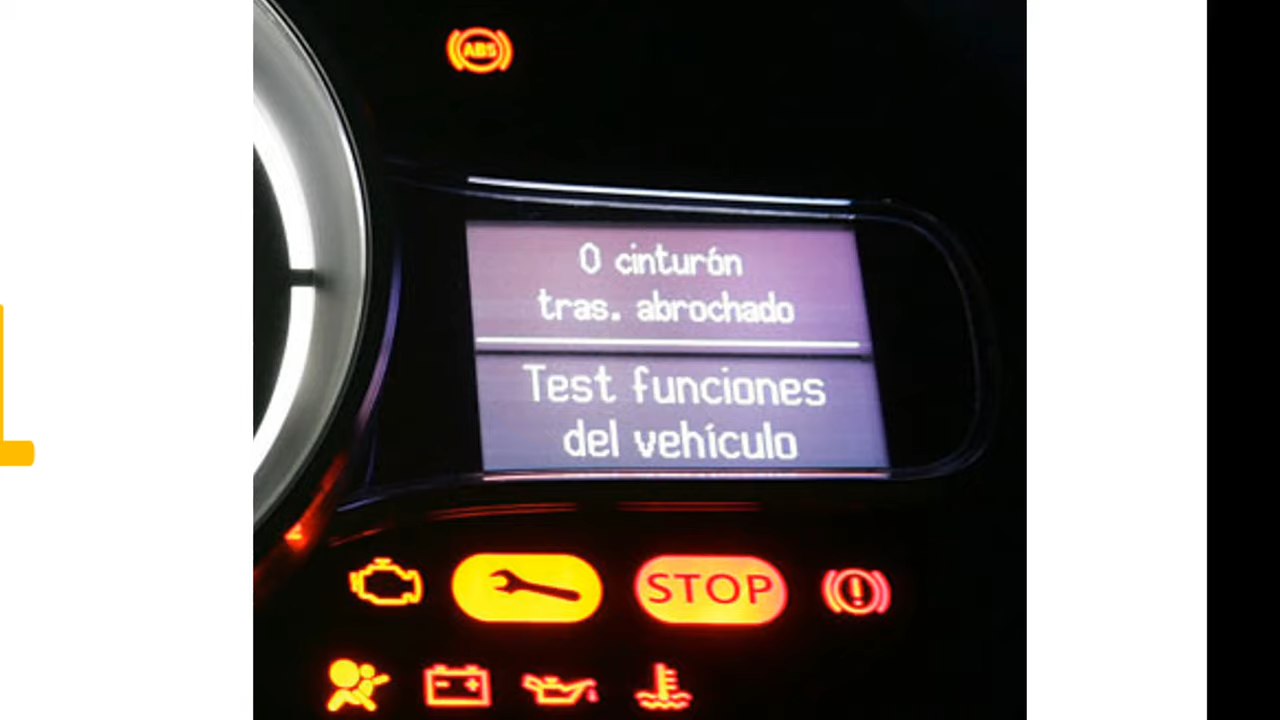 ABS
0 cinturón
tras. abrochado
Test funciones
del vehículo
STOP